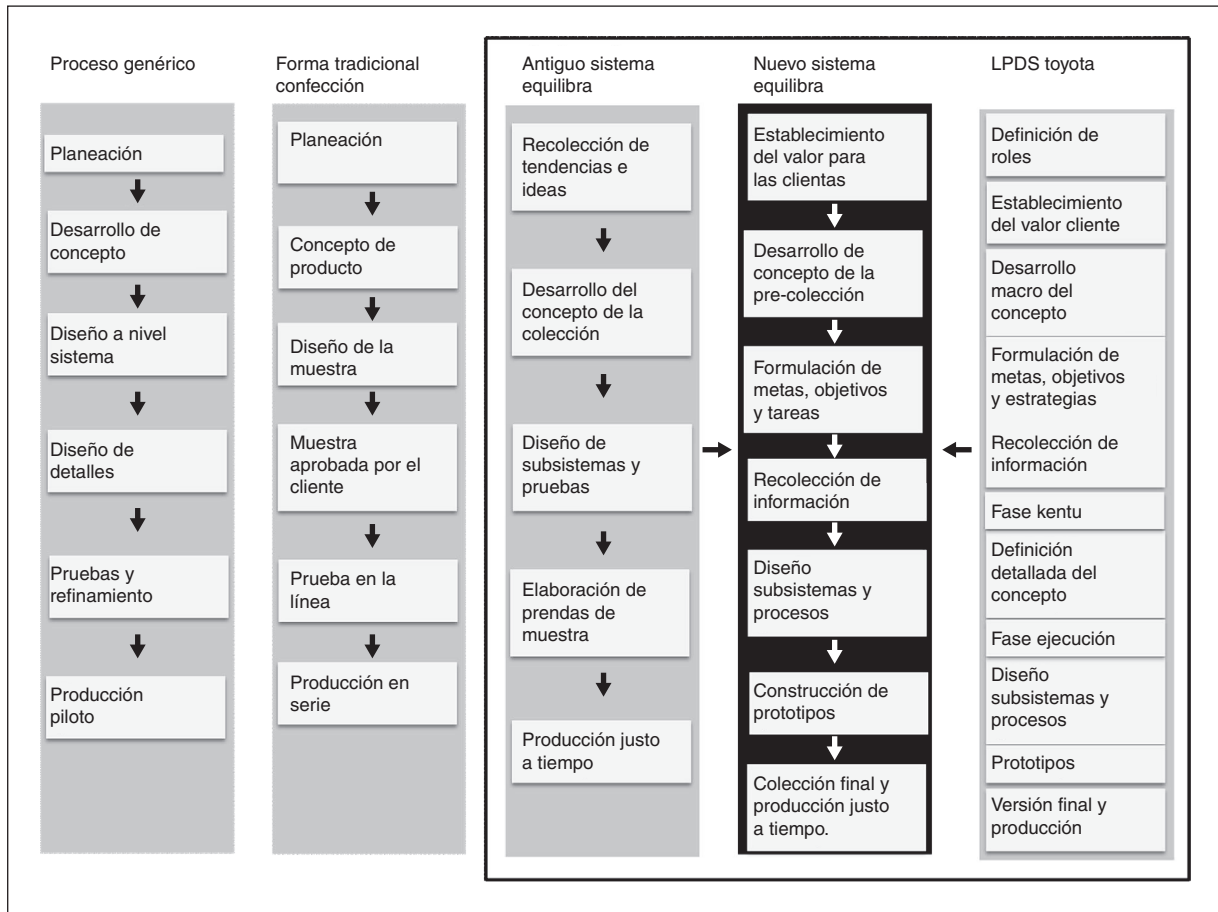 Proceso genérico
Planeación
Desarrollo de
concepto
Diseño a nivel
sistema
Diseño de
detalles
Pruebas y
refinamiento
Producción
piloto
Forma tradicional
confección
Planeación
Concepto de
producto
Diseño de la
muestra
Muestra
aprobada por el
cliente
Prueba en la
línea
Producción en
serie
Antiguo sistema
equilibra
Recolección de
tendencias e
ideas
Desarrollo del
concepto de la
colección
Diseño de
subsistemas y
pruebas
Elaboración de
prendas de
muestra
Producción justo
a tiempo
Nuevo sistema
equilibra
Establecimiento
del valor para
las clientas
Desarrollo de
concepto de la
pre-colección
Formulación de
metas, objetivos
y tareas
Recolección de
información
Diseño
subsistemas y
procesos
Construcción de
prototipos
Colección final y
producción justo
a tiempo.
LPDS toyota
Definición de
roles
Establecimiento
del valor cliente
Desarrollo
macro del
concepto
Formulación de
metas, objetivos
y estrategias
Recolección de
información
Fase kentu
Definición
detallada del
concepto
Fase ejecución
Diseño
subsistemas y
procesos
Prototipos
Versión final y
producción